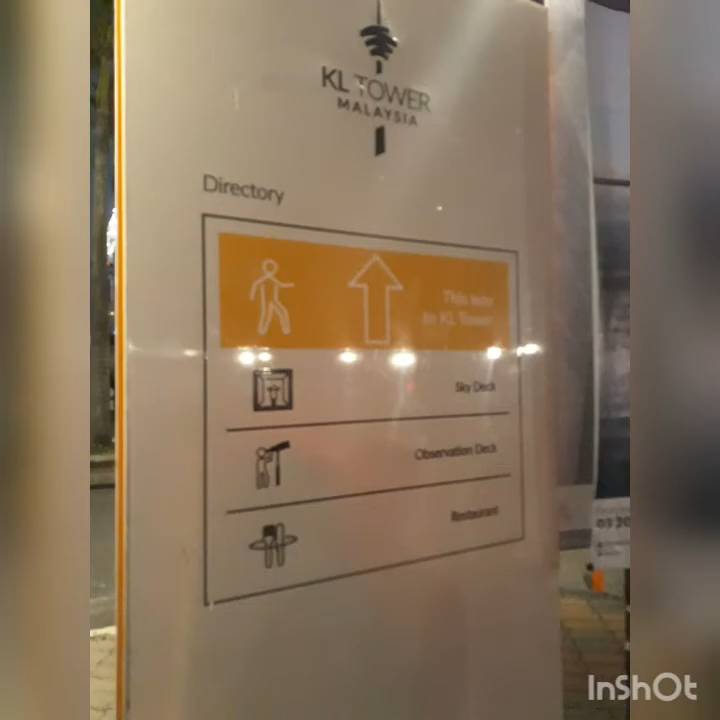 KL TOWER
MALAYSIA
Directory
This way
to KL Tower
Sky Deck
Observation Deck
Restaurant
InShOt